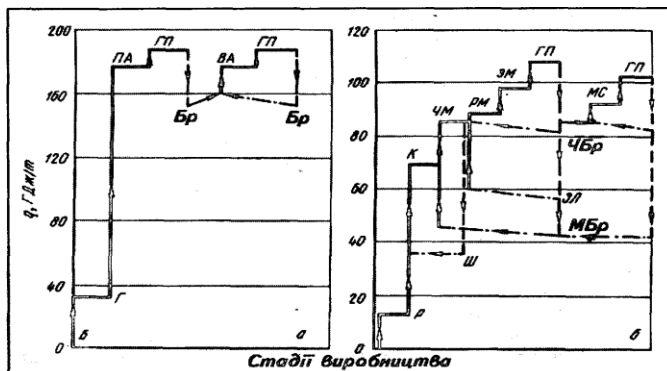 200
160
120
80
40
0
q, ГДж/т
ПА
ГП
ВА
ГП
Бр
Бр
Г
б
а
120
100
80
60
40
20
0
К
ЧМ
РМ
ЭМ
ГП
МС
ГП
ЧБр
ЭЛ
МБр
Ш
Р
б
Стадії виробництва